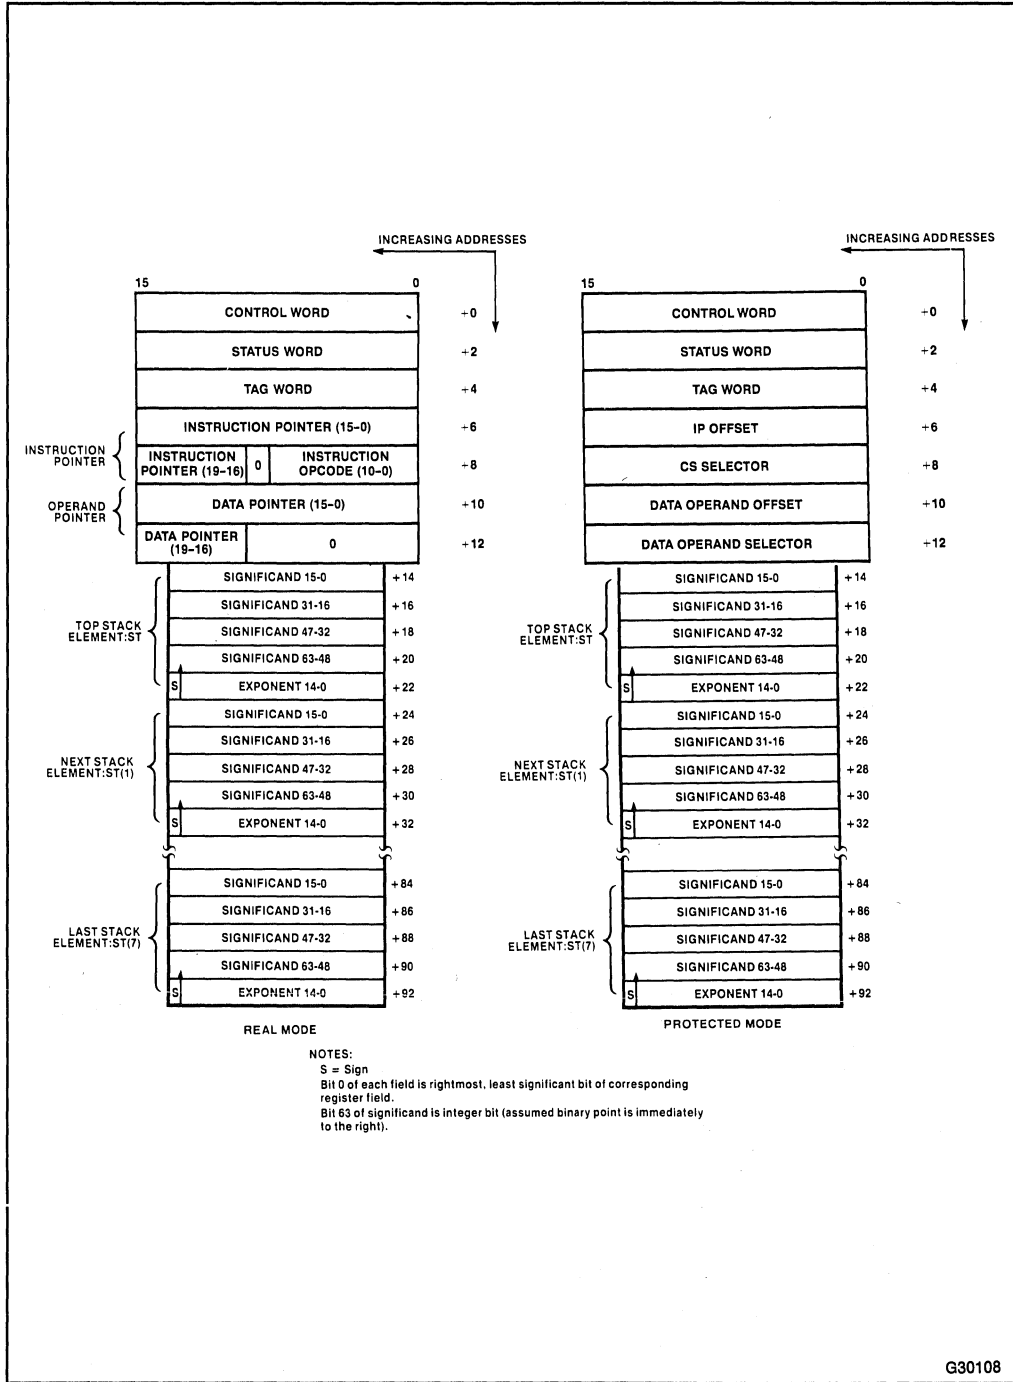 INCREASING ADDRESSES
15 0
CONTROL WORD +0
STATUS WORD +2
TAG WORD +4
INSTRUCTION POINTER (15-0) +6
INSTRUCTION POINTER
INSTRUCTION POINTER (19-16) 0 INSTRUCTION OPCODE (10-0) +8
OPERAND POINTER
DATA POINTER (15-0) +10
DATA POINTER (19-16) 0 +12
TOP STACK ELEMENT:ST
SIGNIFICAND 15-0 +14
SIGNIFICAND 31-16 +16
SIGNIFICAND 47-32 +18
SIGNIFICAND 63-48 +20
S EXPONENT 14-0 +22
NEXT STACK ELEMENT:ST(1)
SIGNIFICAND 15-0 +24
SIGNIFICAND 31-16 +26
SIGNIFICAND 47-32 +28
SIGNIFICAND 63-48 +30
S EXPONENT 14-0 +32
LAST STACK ELEMENT:ST(7)
SIGNIFICAND 15-0 +84
SIGNIFICAND 31-16 +86
SIGNIFICAND 47-32 +88
SIGNIFICAND 63-48 +90
S EXPONENT 14-0 +92
REAL MODE
INCREASING ADDRESSES
15 0
CONTROL WORD +0
STATUS WORD +2
TAG WORD +4
IP OFFSET +6
CS SELECTOR +8
DATA OPERAND OFFSET +10
DATA OPERAND SELECTOR +12
TOP STACK ELEMENT:ST
SIGNIFICAND 15-0 +14
SIGNIFICAND 31-16 +16
SIGNIFICAND 47-32 +18
SIGNIFICAND 63-48 +20
S EXPONENT 14-0 +22
NEXT STACK ELEMENT:ST(1)
SIGNIFICAND 15-0 +24
SIGNIFICAND 31-16 +26
SIGNIFICAND 47-32 +28
SIGNIFICAND 63-48 +30
S EXPONENT 14-0 +32
LAST STACK ELEMENT:ST(7)
SIGNIFICAND 15-0 +84
SIGNIFICAND 31-16 +86
SIGNIFICAND 47-32 +88
SIGNIFICAND 63-48 +90
S EXPONENT 14-0 +92
PROTECTED MODE
NOTES:
S = Sign
Bit 0 of each field is rightmost, least significant bit of corresponding
register field.
Bit 63 of significand is integer bit (assumed binary point is immediately
to the right).
G30108